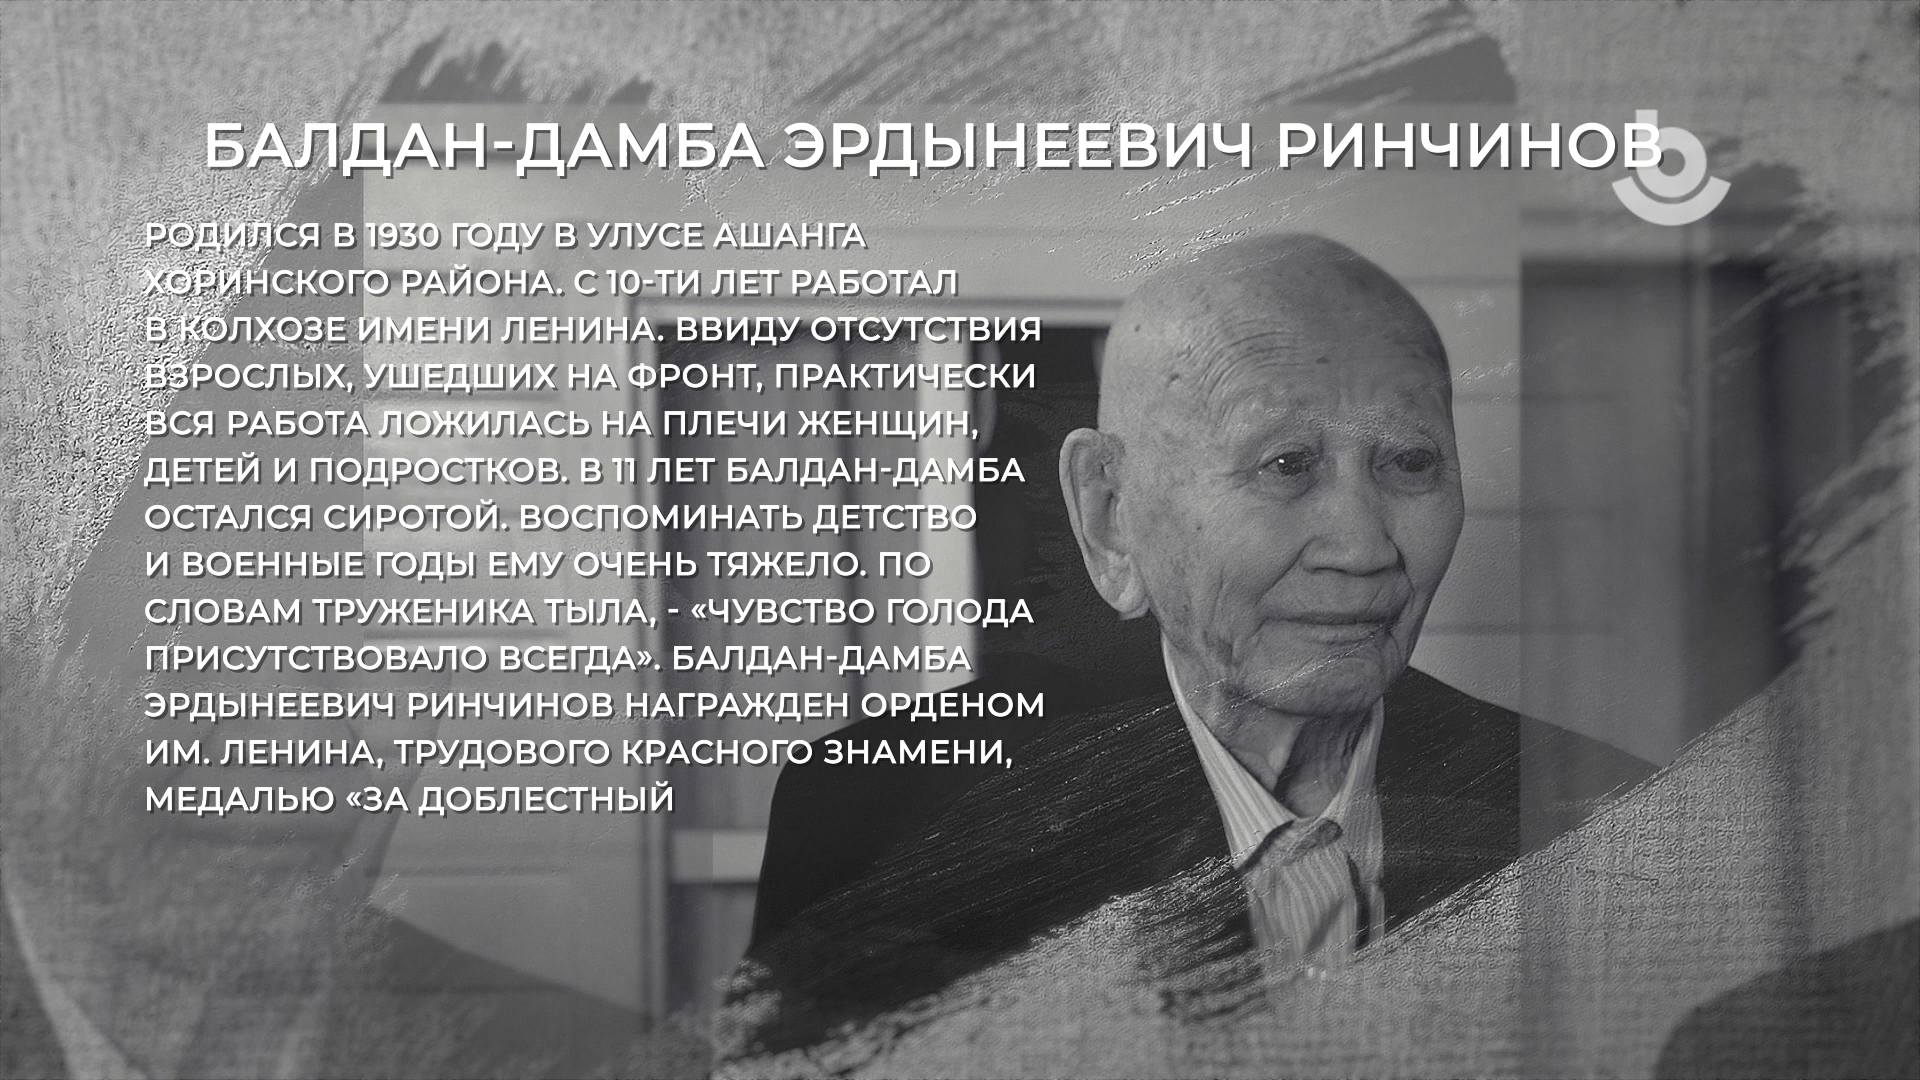 БАЛДАН-ДАМБА ЭРДЫНЕЕВИЧ РИНЧИНОВ
РОДИЛСЯ В 1930 ГОДУ В УЛУСЕ АШАНГА
ХОРИНСКОГО РАЙОНА. С 10-ТИ ЛЕТ РАБОТАЛ
В КОЛХОЗЕ ИМЕНИ ЛЕНИНА. ВВИДУ ОТСУТСТВИЯ
ВЗРОСЛЫХ, УШЕДШИХ НА ФРОНТ, ПРАКТИЧЕСКИ
ВСЯ РАБОТА ЛОЖИЛАСЬ НА ПЛЕЧИ ЖЕНЩИН,
ДЕТЕЙ И ПОДРОСТКОВ. В 11 ЛЕТ БАЛДАН-ДАМБА
ОСТАЛСЯ СИРОТОЙ. ВОСПОМИНАТЬ ДЕТСТВО
И ВОЕННЫЕ ГОДЫ ЕМУ ОЧЕНЬ ТЯЖЕЛО. ПО
СЛОВАМ ТРУЖЕНИКА ТЫЛА, - «ЧУВСТВО ГОЛОДА
ПРИСУТСТВОВАЛО ВСЕГДА». БАЛДАН-ДАМБА
ЭРДЫНЕЕВИЧ РИНЧИНОВ НАГРАЖДЕН ОРДЕНОМ
ИМ. ЛЕНИНА, ТРУДОВОГО КРАСНОГО ЗНАМЕНИ,
МЕДАЛЬЮ «ЗА ДОБЛЕСТНЫЙ